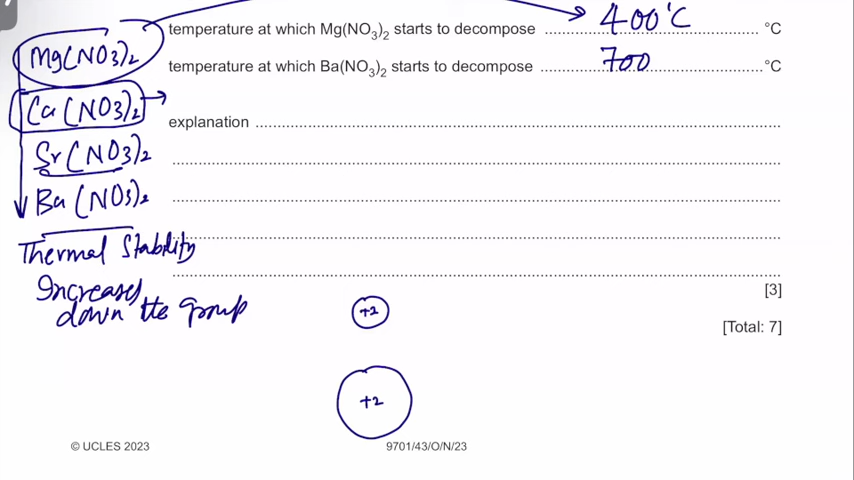 temperature at which Mg(NO3)2 starts to decompose 400°C °C
Mg(NO3)2
temperature at which Ba(NO3)2 starts to decompose 700 °C
Ca(NO3)2
explanation
Sr(NO3)2
Ba(NO3)2
Thermal Stability
Increases
down the group
[3]
+2
[Total: 7]
+2
© UCLES 2023 9701/43/O/N/23